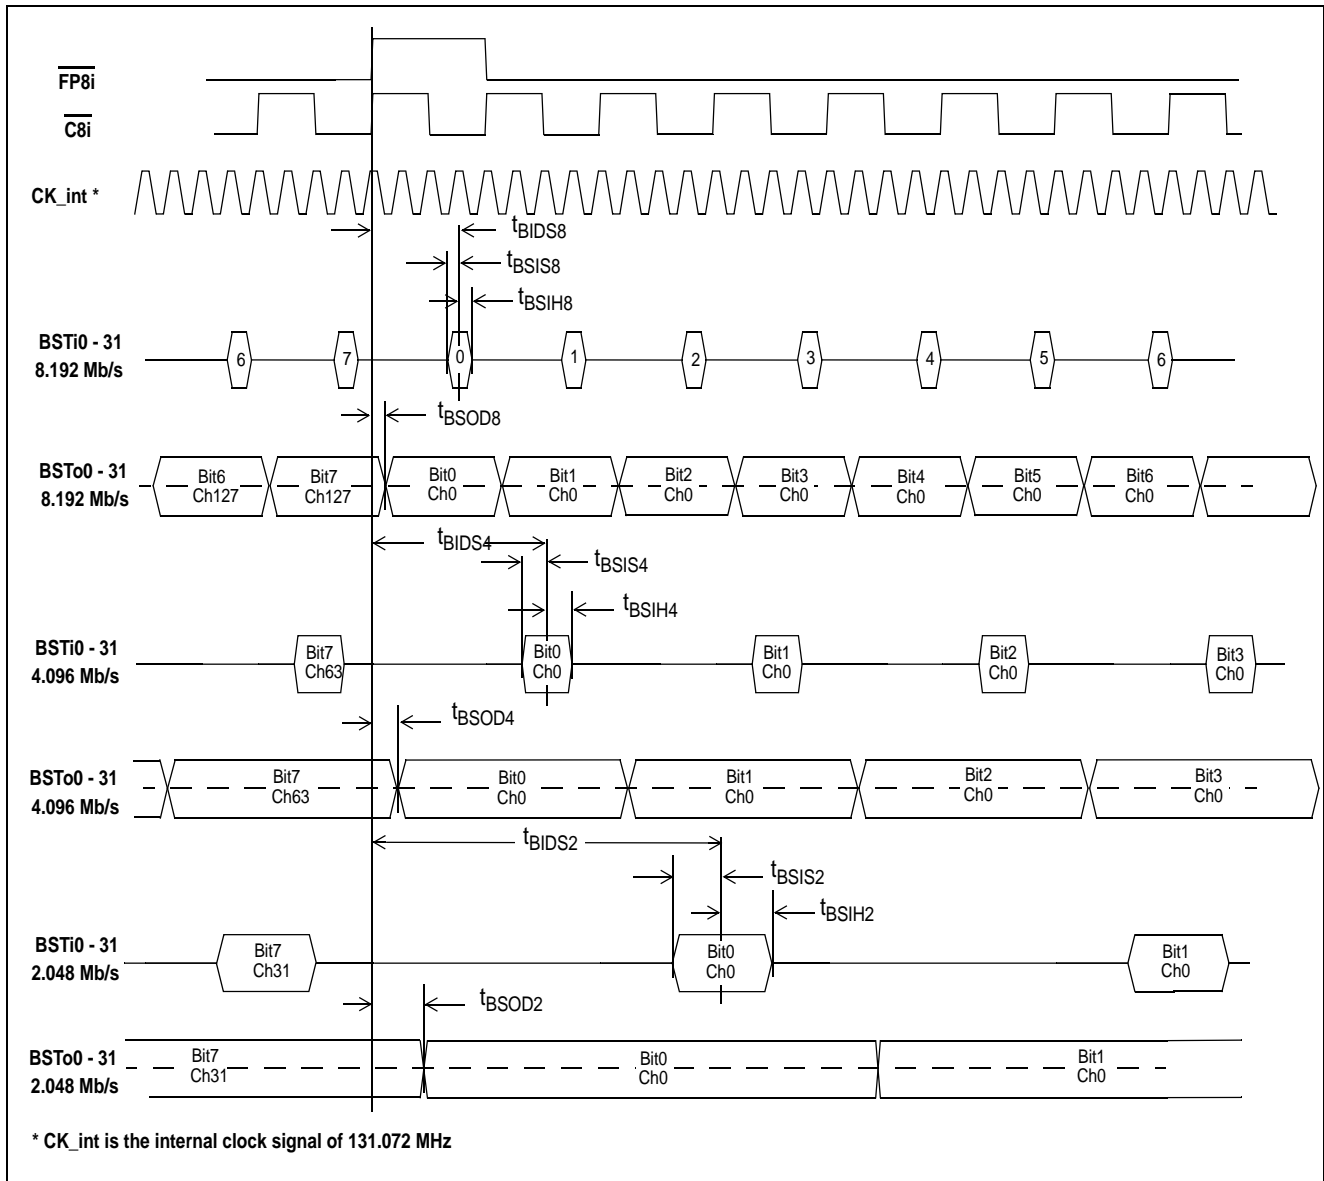 FP8i
C8i
CK_int *
tBIDS8
tBSIS8
tBSIH8
BSTi0 - 31
8.192 Mb/s
6 7 0 1 2 3 4 5 6
tBSOD8
BSTo0 - 31
8.192 Mb/s
Bit6 Bit7 Bit0 Bit1 Bit2 Bit3 Bit4 Bit5 Bit6
Ch127 Ch127 Ch0 Ch0 Ch0 Ch0 Ch0 Ch0 Ch0
tBIDS4
tBSIS4
tBSIH4
BSTi0 - 31
4.096 Mb/s
Bit7 Bit0 Bit1 Bit2 Bit3
Ch63 Ch0 Ch0 Ch0 Ch0
tBSOD4
BSTo0 - 31
4.096 Mb/s
Bit7 Bit0 Bit1 Bit2 Bit3
Ch63 Ch0 Ch0 Ch0 Ch0
tBIDS2
tBSIS2
tBSIH2
BSTi0 - 31
2.048 Mb/s
Bit7 Bit0 Bit1
Ch31 Ch0 Ch0
tBSOD2
BSTo0 - 31
2.048 Mb/s
Bit7 Bit0 Bit1
Ch31 Ch0 Ch0
* CK_int is the internal clock signal of 131.072 MHz